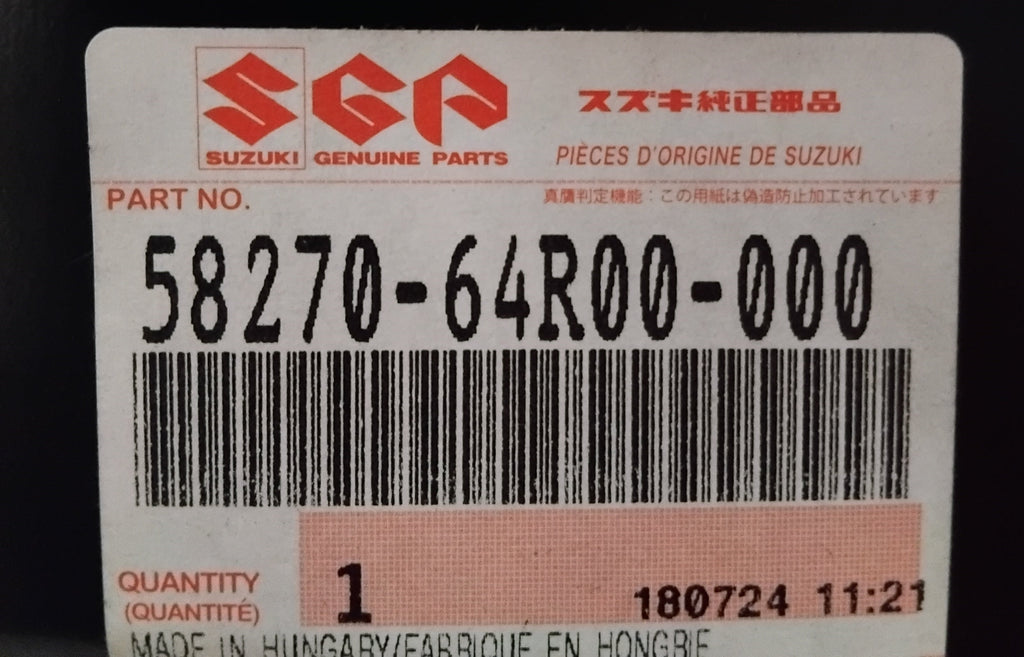 SGP
スズキ純正部品
SUZUKI GENUINE PARTS
PIÈCES D'ORIGINE DE SUZUKI
PART NO.
真贋判定機能：この用紙は偽造防止加工されています
58270-64R00-000
QUANTITY
(QUANTITÉ)
1
180724 11:21
MADE IN HUNGARY/FABRIQUE EN HONGRIE